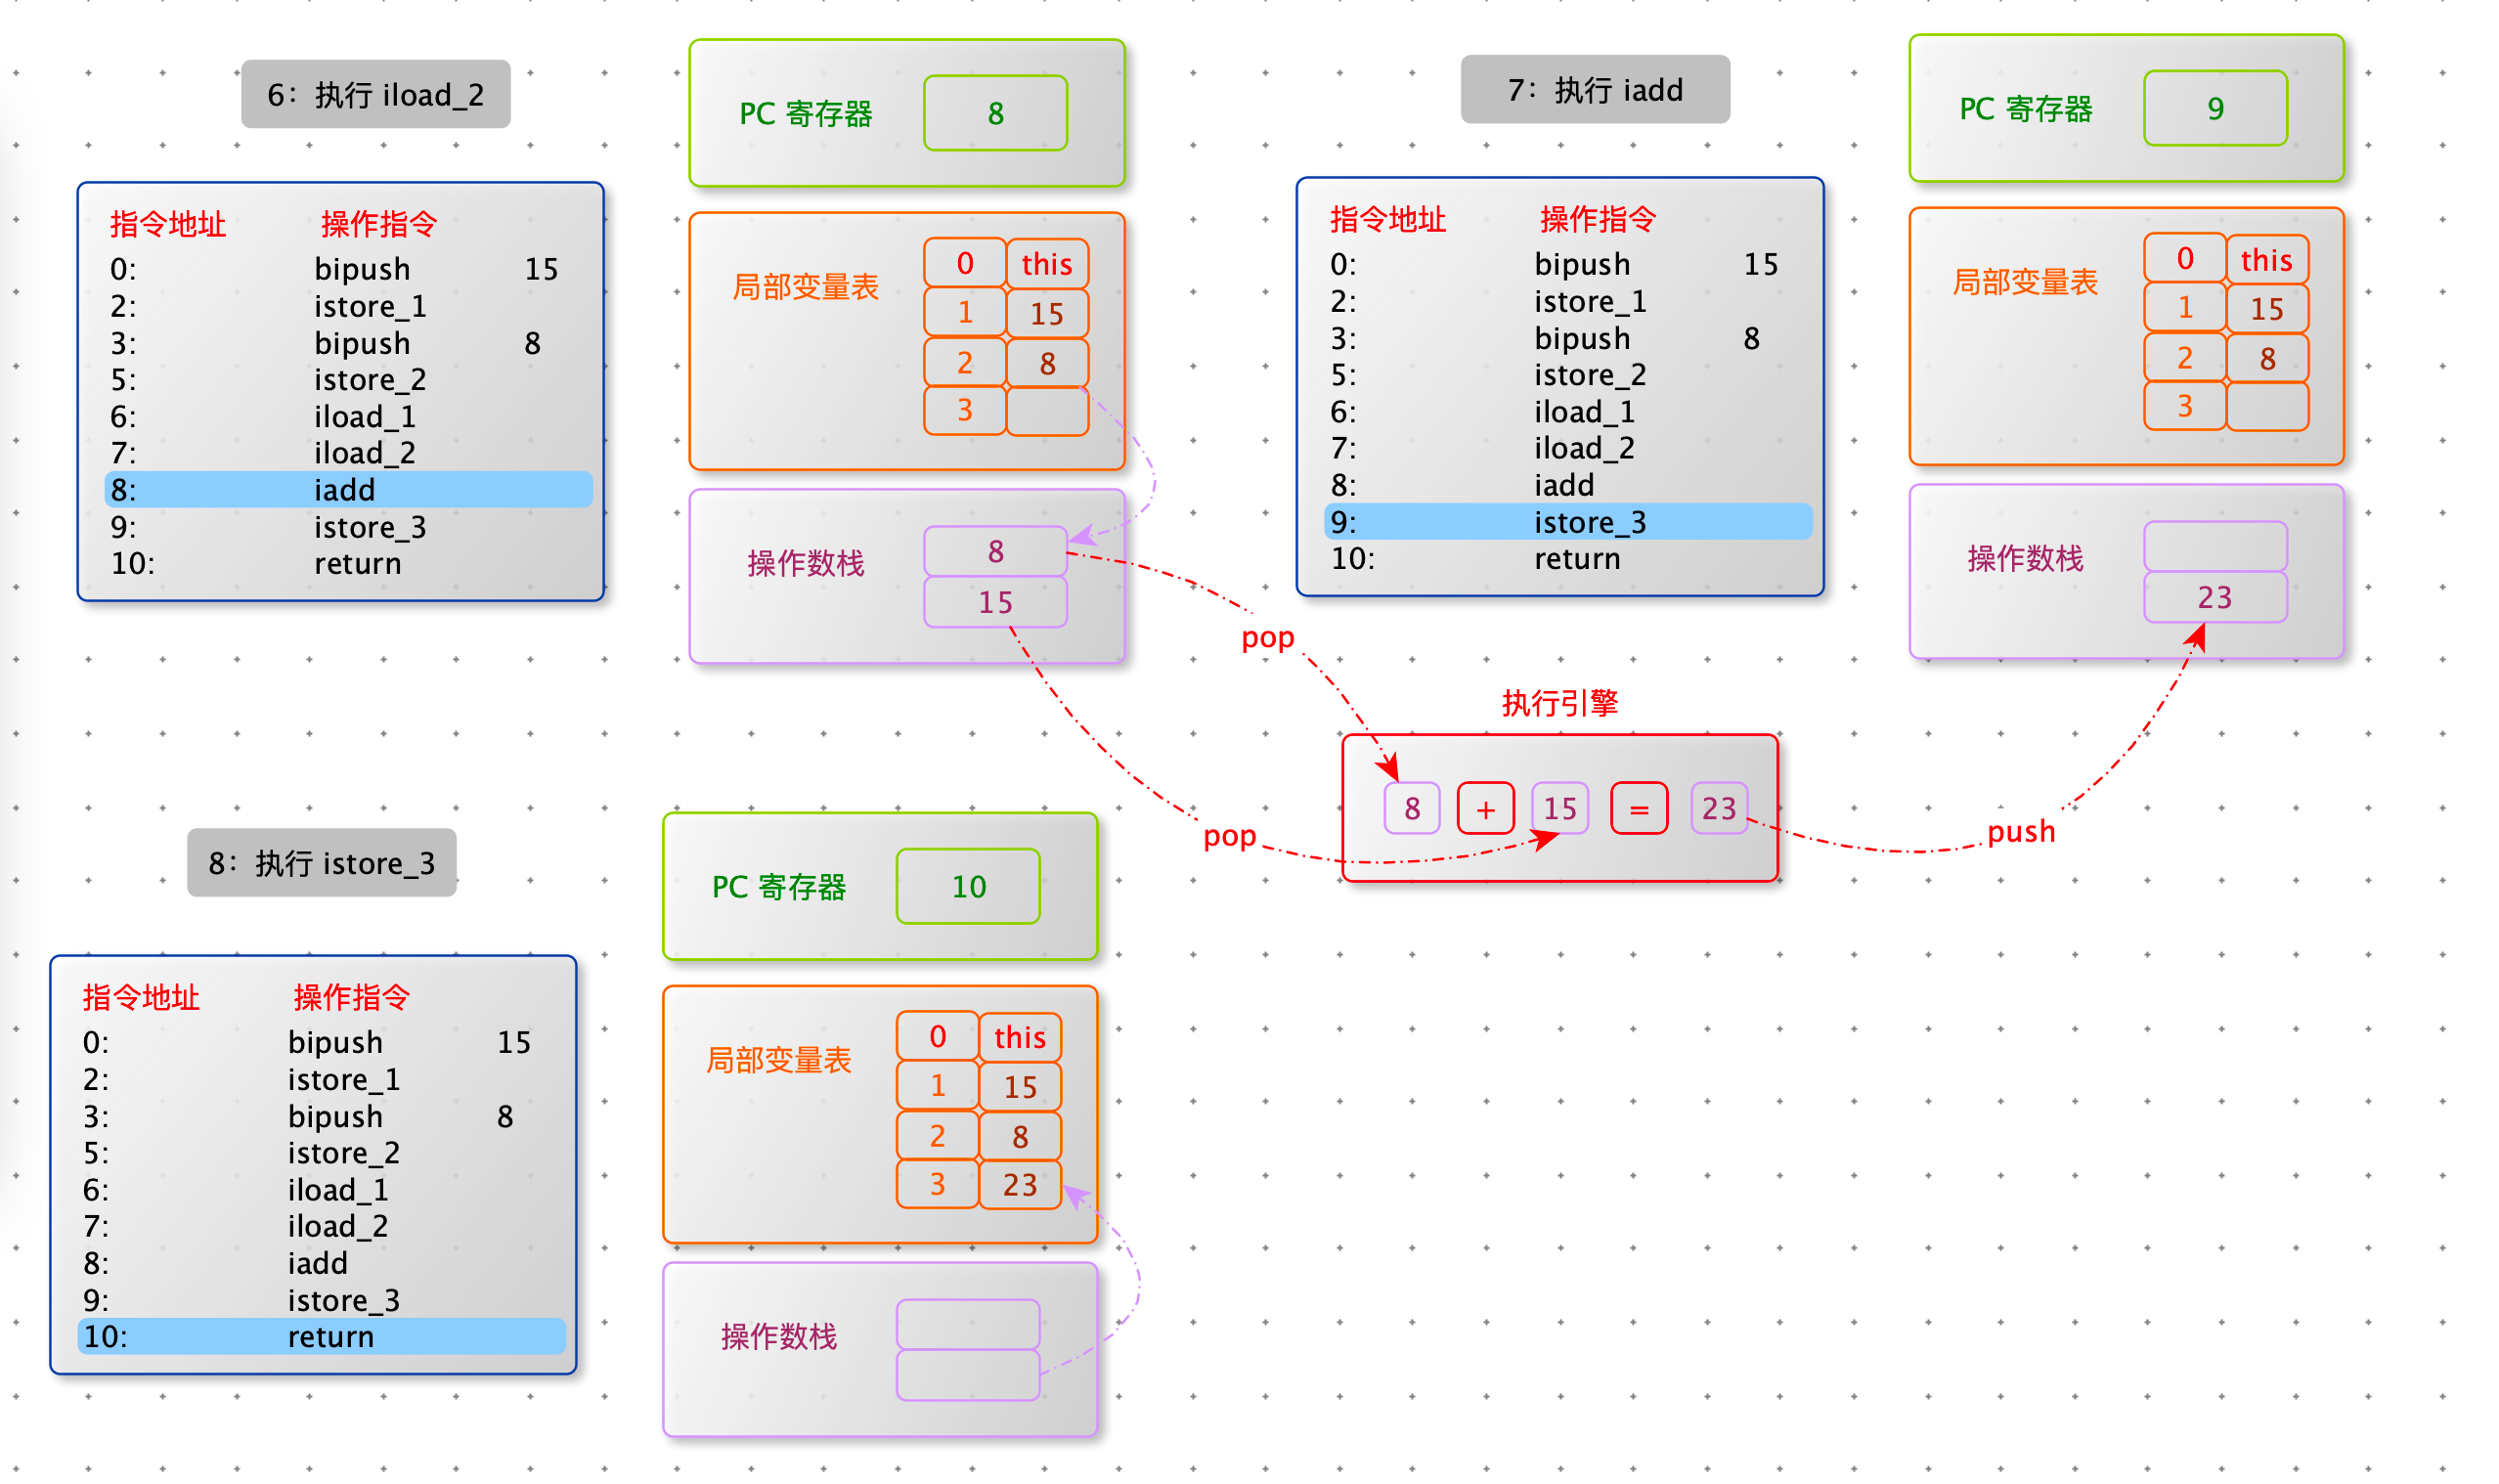 6：执行 iload_2
PC 寄存器 8
指令地址 操作指令
0: bipush 15
2: istore_1
3: bipush 8
5: istore_2
6: iload_1
7: iload_2
8: iadd
9: istore_3
10: return
局部变量表
0 this
1 15
2 8
3
操作数栈
8
15
7：执行 iadd
PC 寄存器 9
指令地址 操作指令
0: bipush 15
2: istore_1
3: bipush 8
5: istore_2
6: iload_1
7: iload_2
8: iadd
9: istore_3
10: return
局部变量表
0 this
1 15
2 8
3
操作数栈
23
pop
执行引擎
8 + 15 = 23
pop
push
8：执行 istore_3
PC 寄存器 10
指令地址 操作指令
0: bipush 15
2: istore_1
3: bipush 8
5: istore_2
6: iload_1
7: iload_2
8: iadd
9: istore_3
10: return
局部变量表
0 this
1 15
2 8
3 23
操作数栈